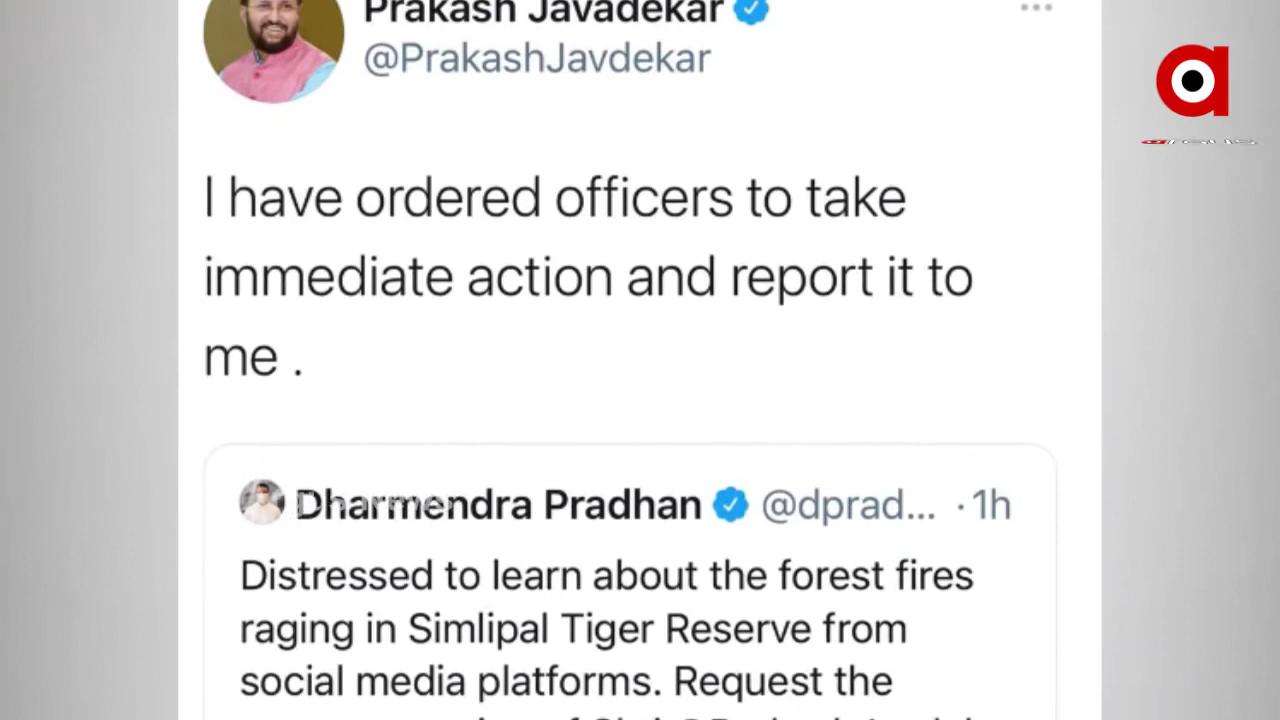 Prakash Javadekar
@PrakashJavdekar
I have ordered officers to take
immediate action and report it to
me .
Dharmendra Pradhan @dprad... · 1h
Distressed to learn about the forest fires
raging in Simlipal Tiger Reserve from
social media platforms. Request the